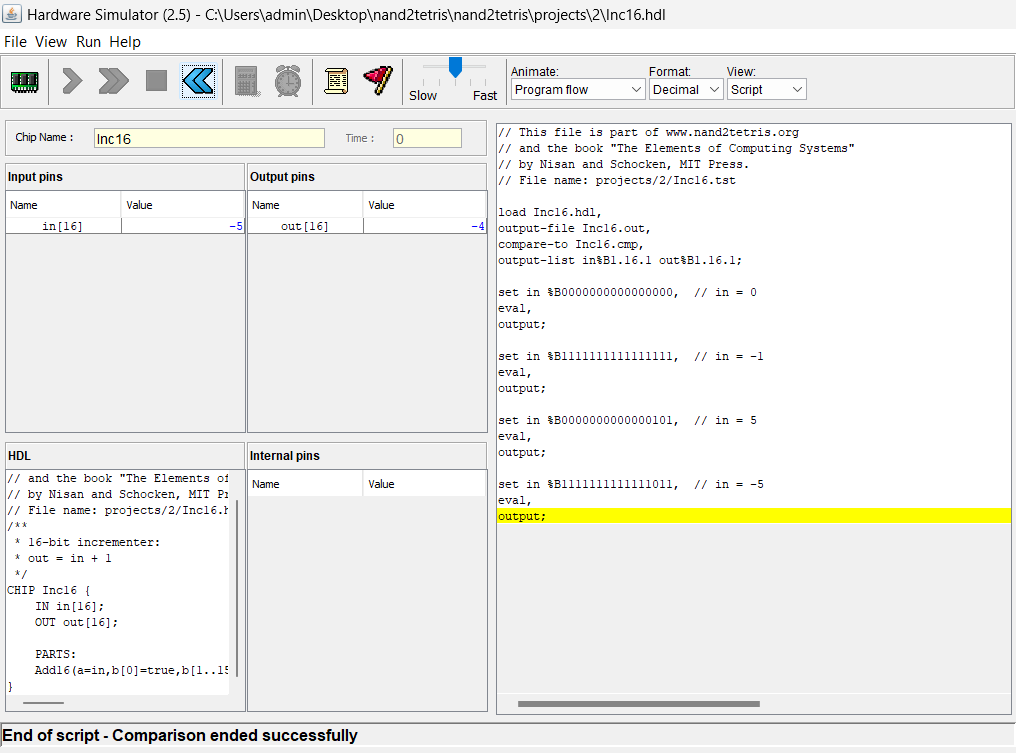 Hardware Simulator (2.5) - C:\Users\admin\Desktop\nand2tetris\nand2tetris\projects\2\Inc16.hdl
File View Run Help
Slow Fast
Animate: Format: View:
Program flow Decimal Script
Chip Name : Inc16 Time : 0
Input pins
Name Value
in[16] -5
Output pins
Name Value
out[16] -4
HDL
// and the book "The Elements of
// by Nisan and Schocken, MIT Pr
// File name: projects/2/Inc16.h
/**
* 16-bit incrementer:
* out = in + 1
*/
CHIP Inc16 {
IN in[16];
OUT out[16];
PARTS:
Add16(a=in,b[0]=true,b[1..15
}
Internal pins
Name Value
// This file is part of www.nand2tetris.org
// and the book "The Elements of Computing Systems"
// by Nisan and Schocken, MIT Press.
// File name: projects/2/Inc16.tst
load Inc16.hdl,
output-file Inc16.out,
compare-to Inc16.cmp,
output-list in%B1.16.1 out%B1.16.1;
set in %B0000000000000000, // in = 0
eval,
output;
set in %B1111111111111111, // in = -1
eval,
output;
set in %B0000000000000101, // in = 5
eval,
output;
set in %B1111111111111011, // in = -5
eval,
output;
End of script - Comparison ended successfully